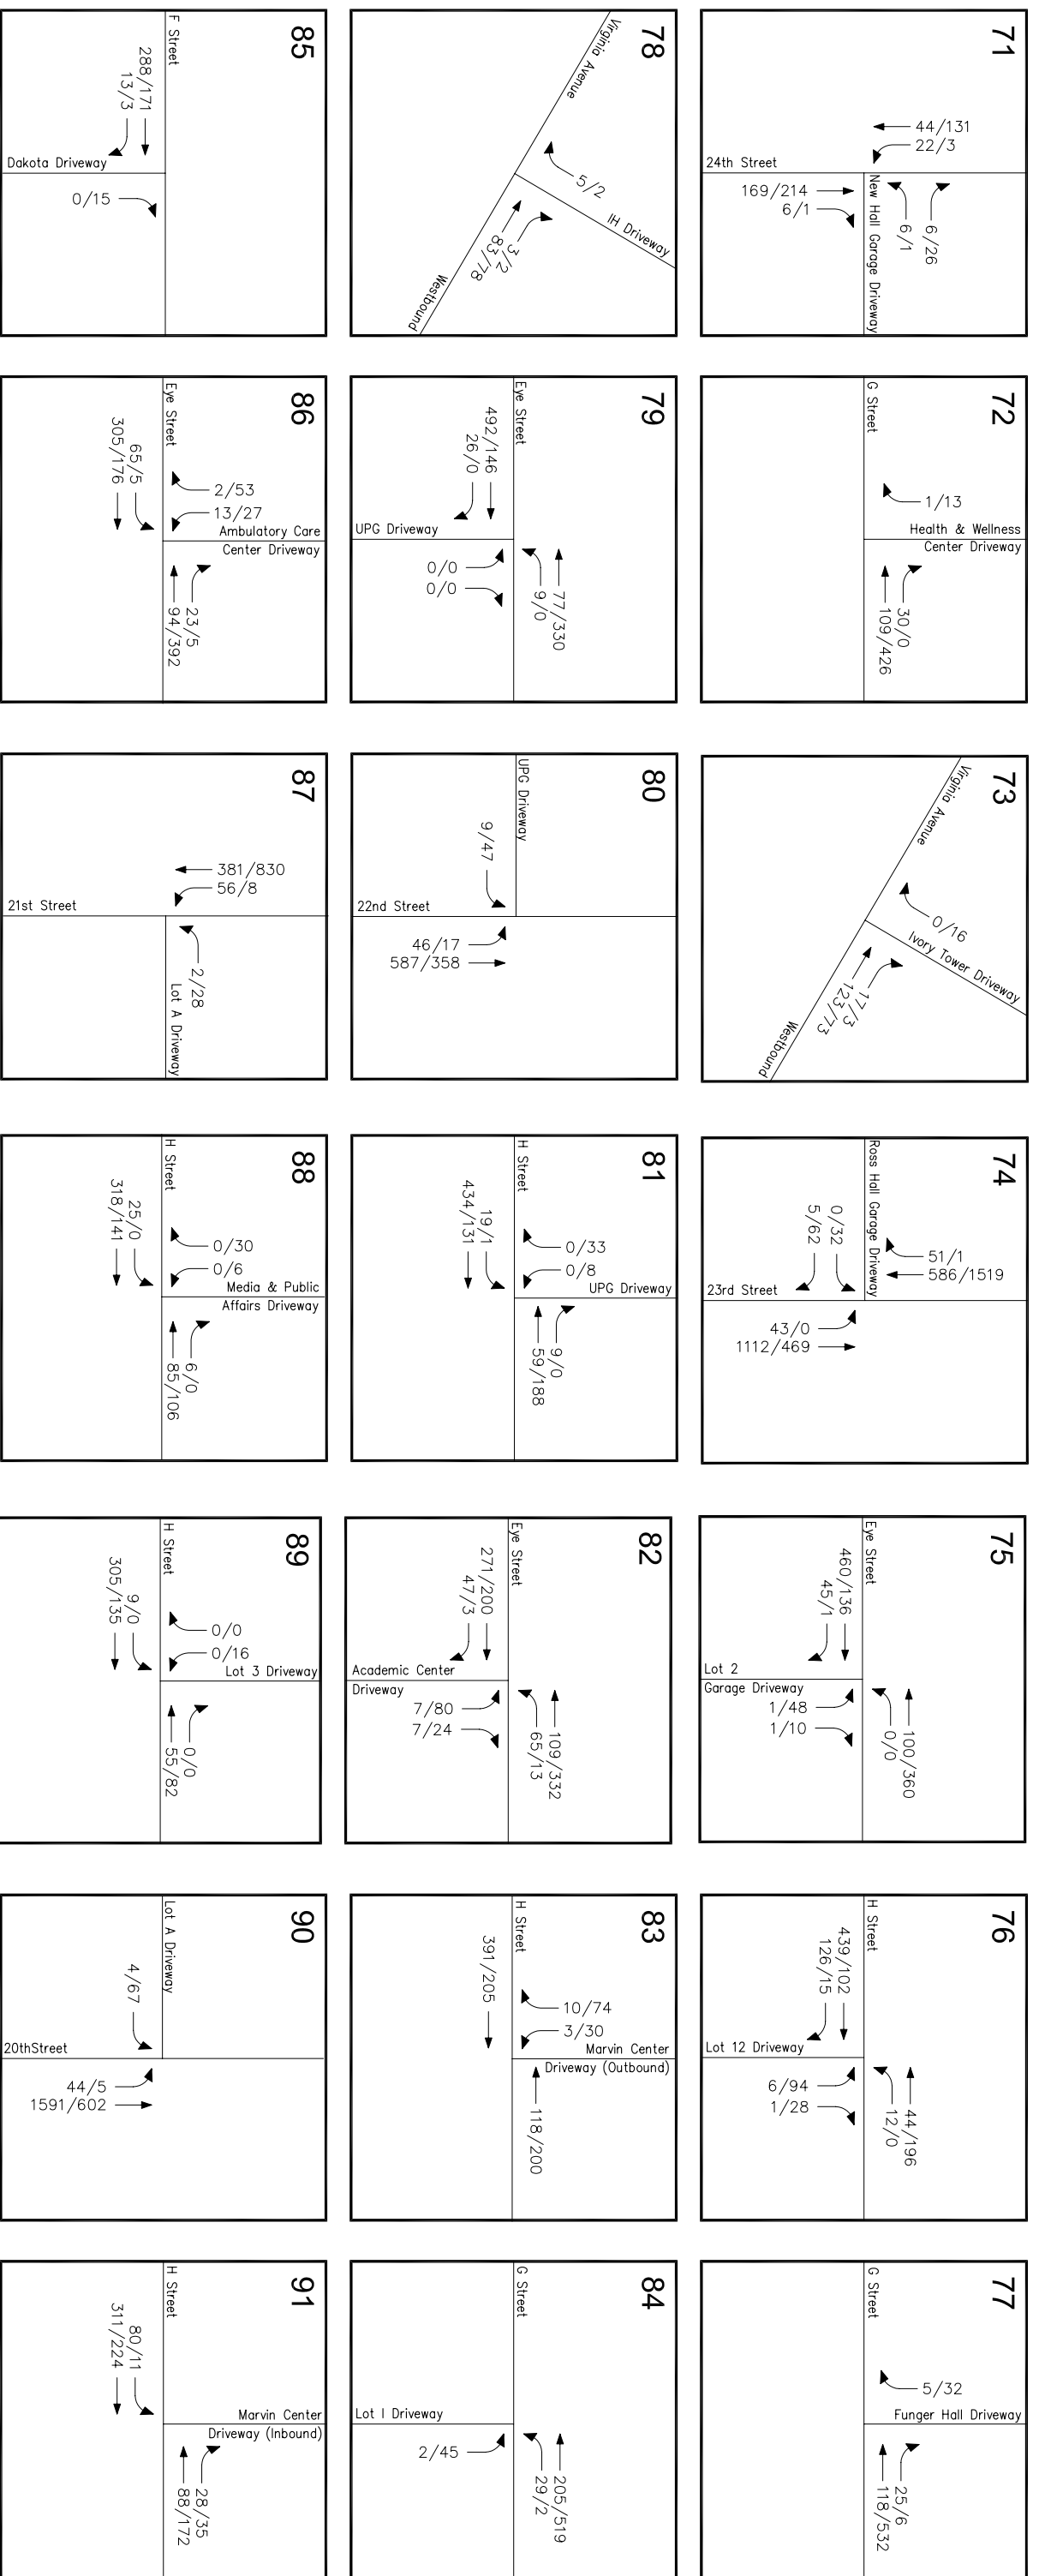 71
44/131
22/3
24th Street
New Hall Garage Driveway
169/214
6/1
6/1
6/26
72
G Street
1/13
Health & Wellness
Center Driveway
30/0
109/426
73
Virginia Avenue
0/16
Ivory Tower Driveway
17/3
123/73
Westbound
74
Ross Hall Garage Driveway
51/1
586/1519
0/32
5/62
23rd Street
43/0
1112/469
75
Eye Street
460/136
45/1
Lot 2
Garage Driveway
1/48
1/10
100/360
0/0
76
H Street
439/102
126/15
Lot 12 Driveway
6/94
1/28
44/196
12/0
77
G Street
5/32
Funger Hall Driveway
25/6
118/532
78
Virginia Avenue
5/2
IH Driveway
3/2
83/78
Westbound
79
Eye Street
492/146
26/0
UPG Driveway
0/0
0/0
77/330
9/0
80
UPG Driveway
9/47
22nd Street
46/17
587/358
81
H Street
19/1
434/131
0/33
0/8
UPG Driveway
9/0
59/188
82
Eye Street
271/200
47/3
Academic Center
Driveway
7/80
7/24
109/332
65/13
83
H Street
391/205
10/74
3/30
Marvin Center
Driveway (Outbound)
118/200
84
G Street
Lot I Driveway
2/45
205/519
29/2
85
F Street
288/171
13/3
Dakota Driveway
0/15
86
Eye Street
65/5
305/176
2/53
13/27
Ambulatory Care
Center Driveway
23/5
94/392
87
381/830
56/8
21st Street
2/28
Lot A Driveway
88
H Street
25/0
318/141
0/30
0/6
Media & Public
Affairs Driveway
6/0
85/106
89
H Street
9/0
305/135
0/0
0/16
Lot 3 Driveway
0/0
55/82
90
Lot A Driveway
4/67
20thStreet
44/5
1591/602
91
H Street
80/11
311/224
Marvin Center
Driveway (Inbound)
28/35
88/172